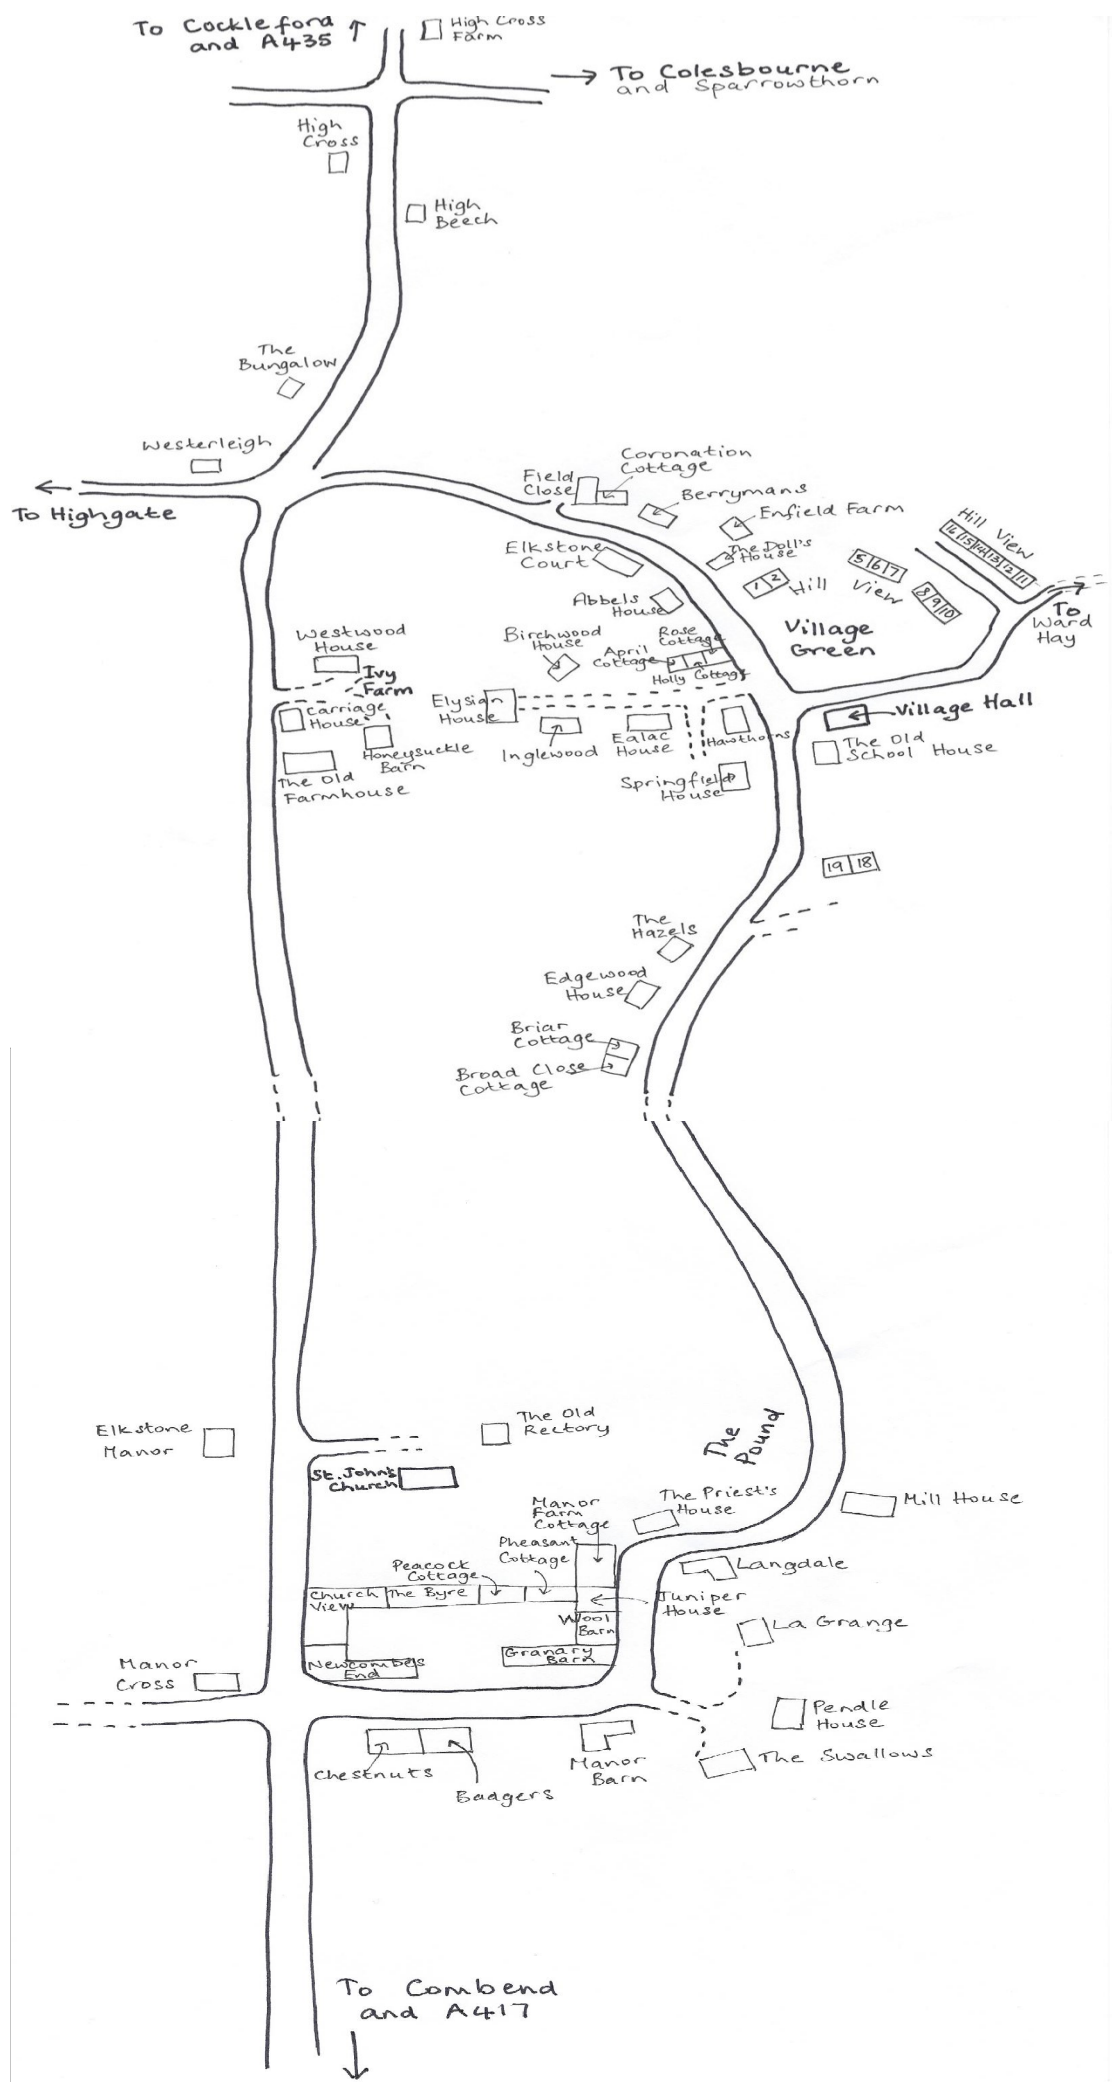 To Cockleford
and A435
High Cross
Farm
To Colesbourne
and Sparrowthorn
High
Cross
High
Beech
The
Bungalow
Westerleigh
To Highgate
Field
Close
Coronation
Cottage
Berrymans
Enfield Farm
The Doll's
House
Elkstone
Court
Abbels
House
1 2
Hill
View
5 6 7
8 9 10
Hill View
16 15 14 13 12 11
To
Ward
Hay
Village
Green
Westwood
House
Ivy
Farm
Carriage
House
Honeysuckle
Barn
The Old
Farmhouse
Birchwood
House
Rose
Cottage
April
Cottage
Holly Cottage
Elysian
House
Inglewood
Ealac
House
Hawthorns
Springfield
House
Village Hall
The Old
School House
19 18
The
Hazels
Edgewood
House
Briar
Cottage
Broad Close
Cottage
Elkstone
Manor
The Old
Rectory
St. John's
Church
The
Pound
The Priest's
House
Mill House
Manor
Farm
Cottage
Pheasant
Cottage
Peacock
Cottage
Church
View
The Byre
Langdale
Juniper
House
Wool
Barn
Granary
Barn
La Grange
Newcombes
End
Manor
Cross
Pendle
House
The Swallows
Manor
Barn
Chestnuts
Badgers
To Combend
and A417